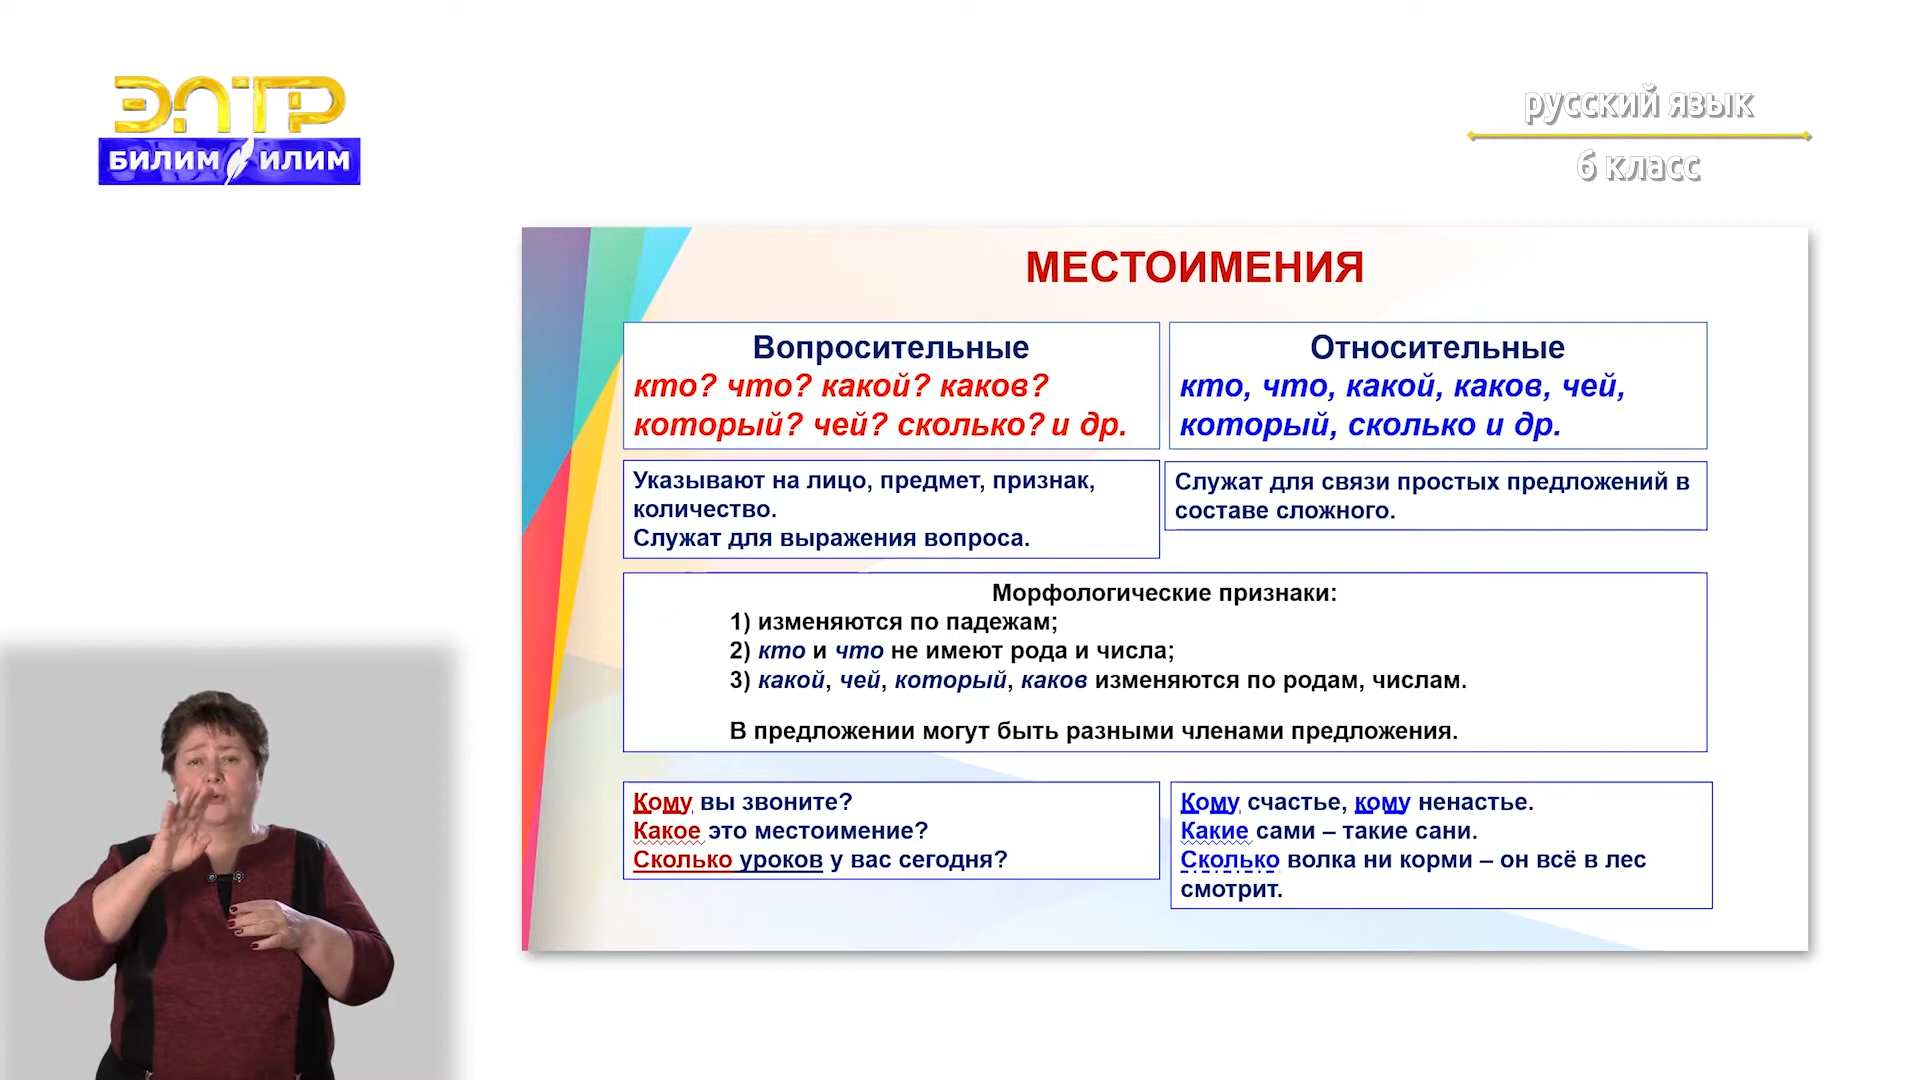 ЭЛТР
БИЛИМ ИЛИМ
русский язык
6 класс
МЕСТОИМЕНИЯ
Вопросительные
кто? что? какой? каков?
который? чей? сколько? и др.
Относительные
кто, что, какой, каков, чей,
который, сколько и др.
Указывают на лицо, предмет, признак,
количество.
Служат для выражения вопроса.
Служат для связи простых предложений в
составе сложного.
Морфологические признаки:
1) изменяются по падежам;
2) кто и что не имеют рода и числа;
3) какой, чей, который, каков изменяются по родам, числам.
В предложении могут быть разными членами предложения.
Кому вы звоните?
Какое это местоимение?
Сколько уроков у вас сегодня?
Кому счастье, кому ненастье.
Какие сами – такие сани.
Сколько волка ни корми – он всё в лес
смотрит.